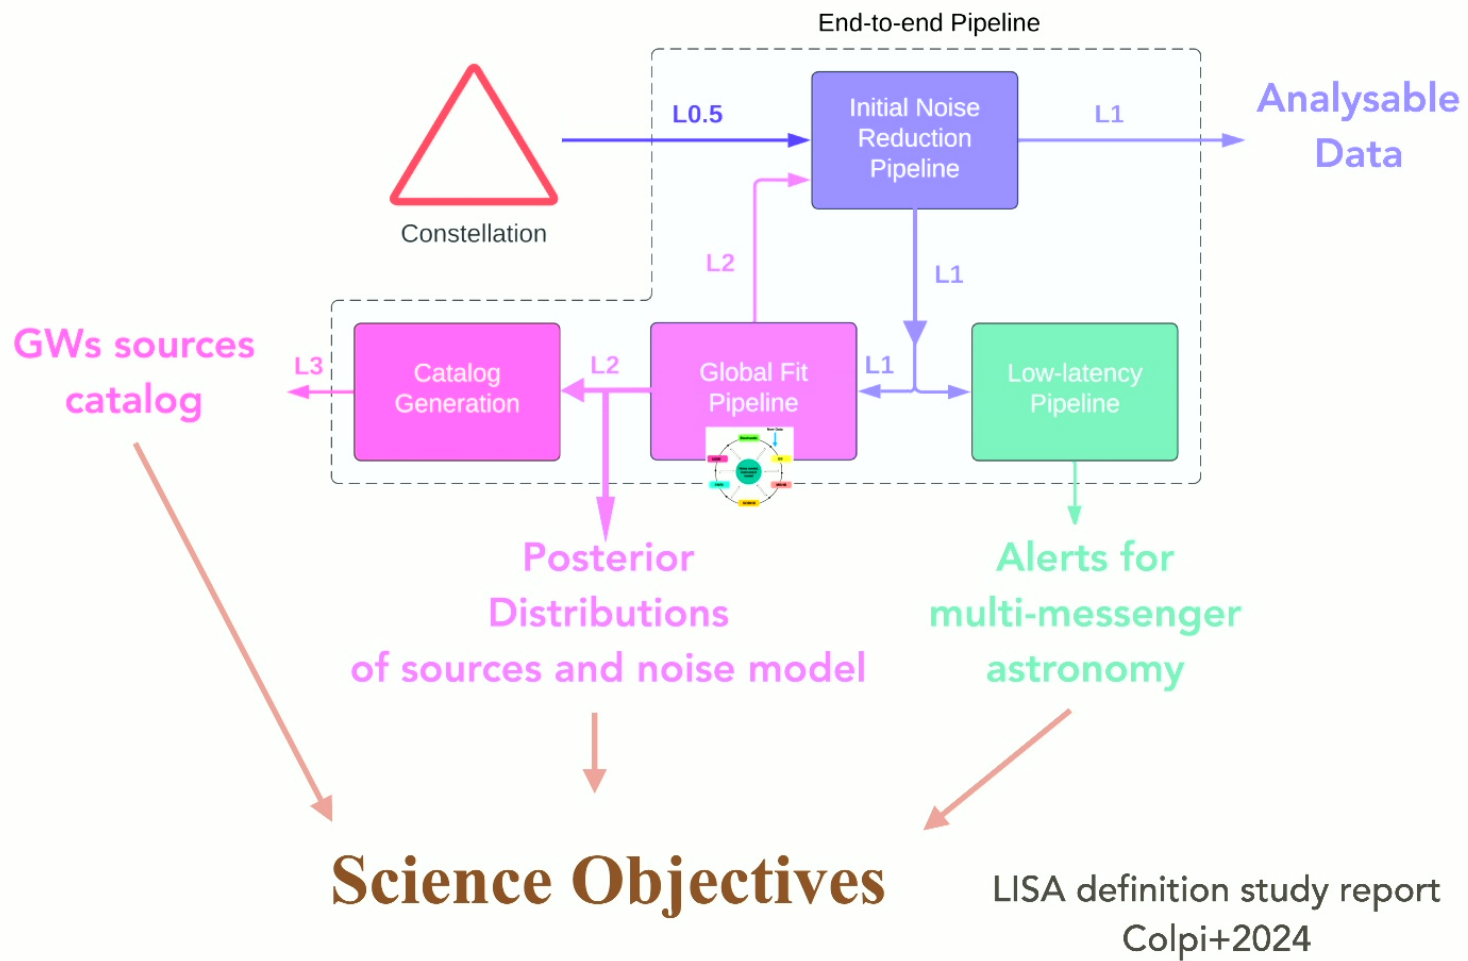 End-to-end Pipeline
L0.5
Initial Noise
Reduction
Pipeline
L1
Analysable
Data
Constellation
L2
L1
GWs sources
catalog
L3
Catalog
Generation
L2
Global Fit
Pipeline
L1
Low-latency
Pipeline
Posterior
Distributions
of sources and noise model
Alerts for
multi-messenger
astronomy
Science Objectives
LISA definition study report
Colpi+2024